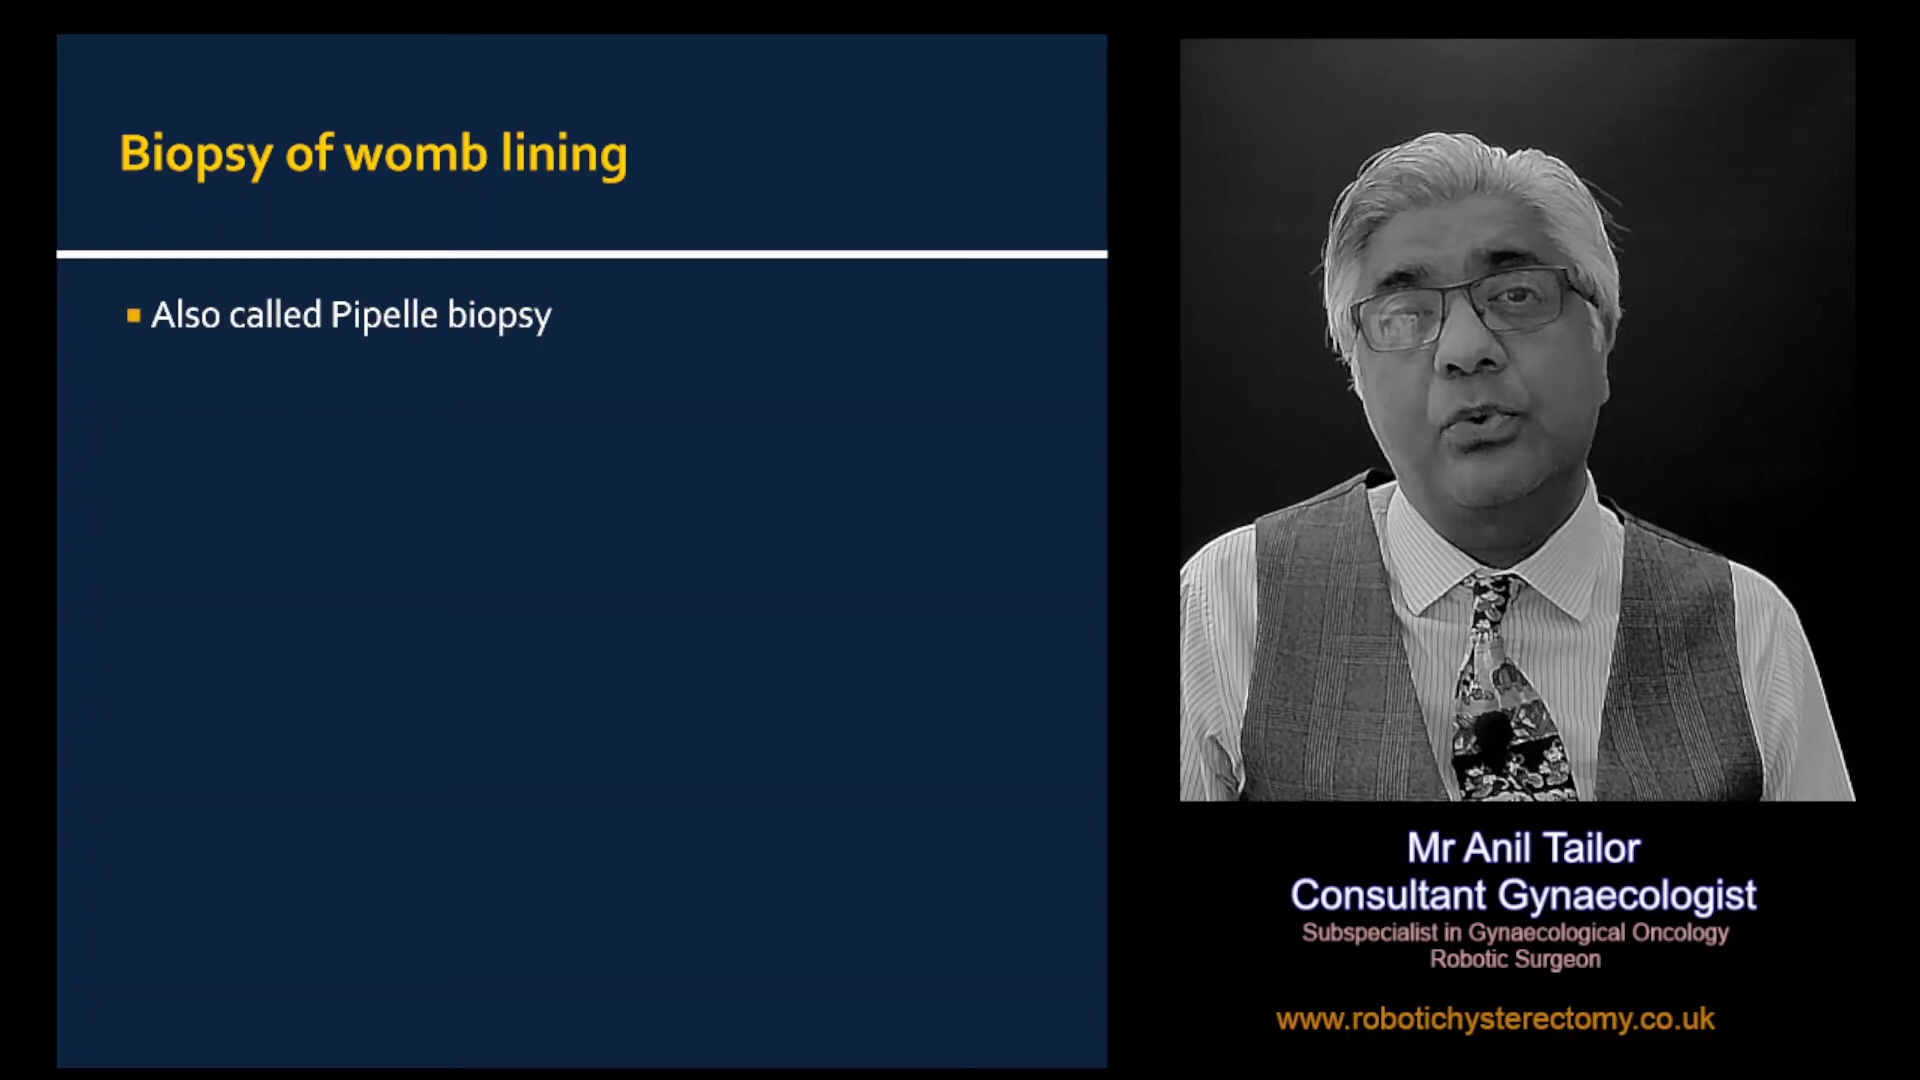 Biopsy of womb lining
Also called Pipelle biopsy
Mr Anil Tailor
Consultant Gynaecologist
Subspecialist in Gynaecological Oncology
Robotic Surgeon
www.robotichysterectomy.co.uk